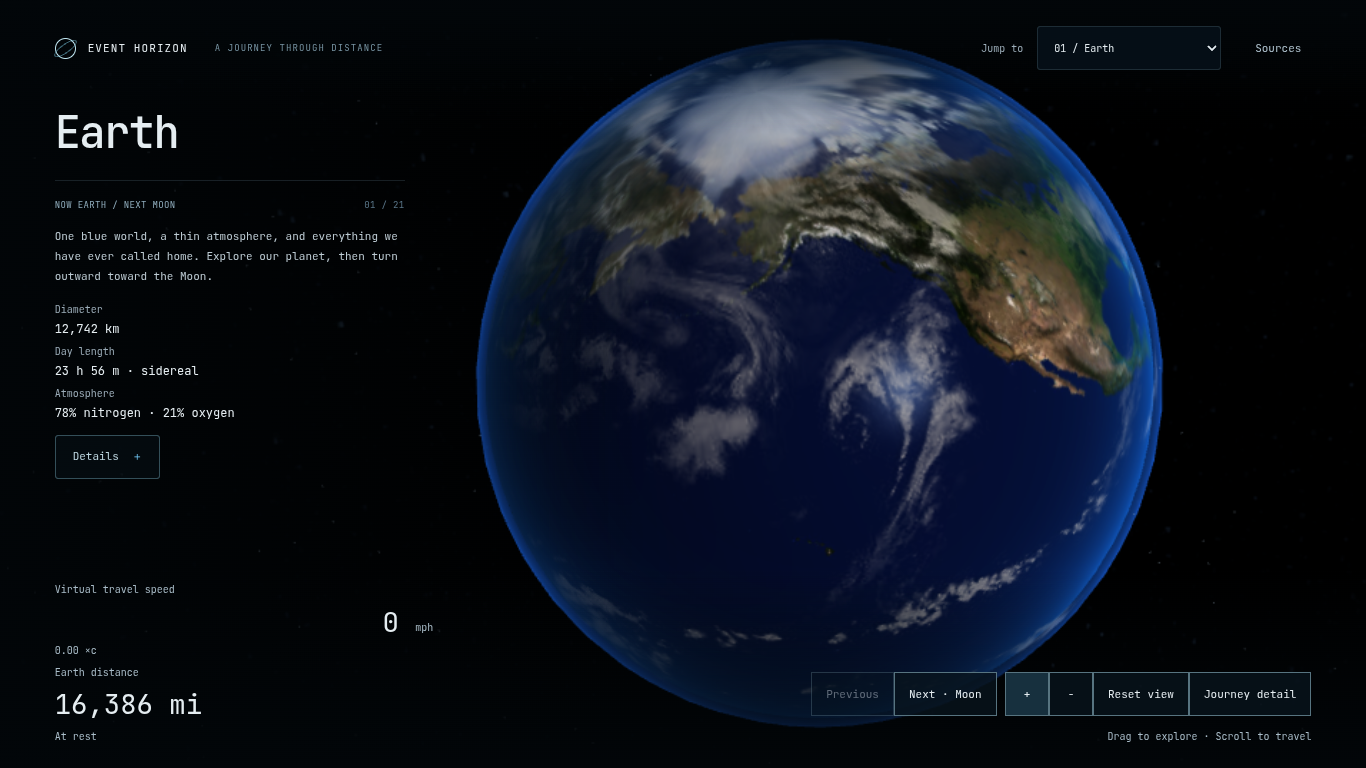 EVENT HORIZON
A JOURNEY THROUGH DISTANCE
Jump to
01 / Earth
Sources
Earth
NOW EARTH / NEXT MOON
01 / 21
One blue world, a thin atmosphere, and everything we
have ever called home. Explore our planet, then turn
outward toward the Moon.
Diameter
12,742 km
Day length
23 h 56 m · sidereal
Atmosphere
78% nitrogen · 21% oxygen
Details +
Virtual travel speed
0 mph
0.00 ×c
Earth distance
16,386 mi
At rest
Previous
Next · Moon
+
-
Reset view
Journey detail
Drag to explore · Scroll to travel